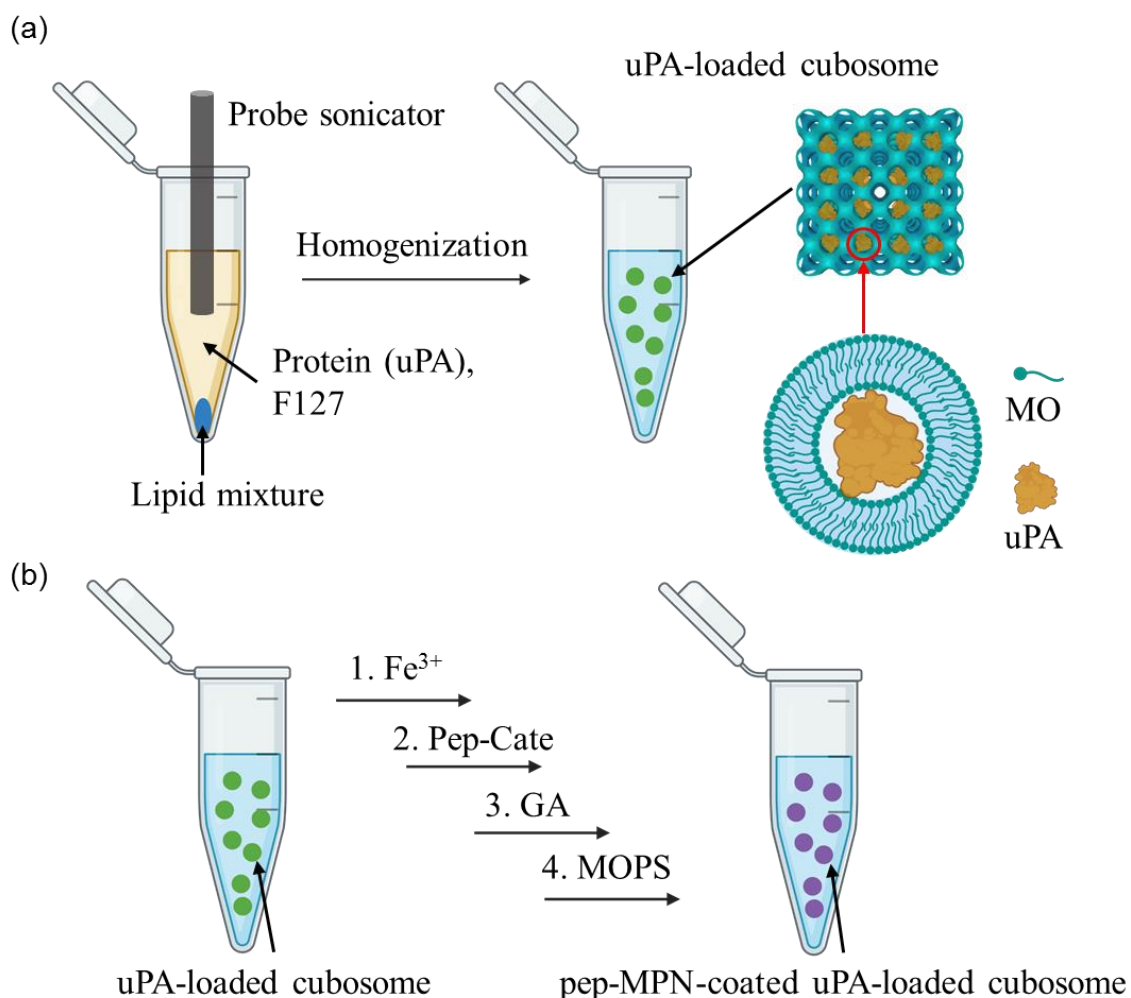 (a)
uPA-loaded cubosome
Probe sonicator
Homogenization
Protein (uPA),
F127
Lipid mixture
MO
uPA
(b)
1. Fe³⁺
2. Pep-Cate
3. GA
4. MOPS
uPA-loaded cubosome
pep-MPN-coated uPA-loaded cubosome